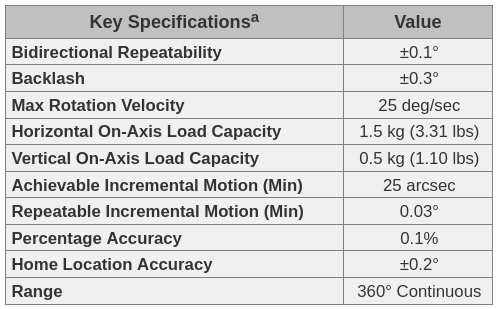 Key Specificationsa Value
Bidirectional Repeatability ±0.1°
Backlash ±0.3°
Max Rotation Velocity 25 deg/sec
Horizontal On-Axis Load Capacity 1.5 kg (3.31 lbs)
Vertical On-Axis Load Capacity 0.5 kg (1.10 lbs)
Achievable Incremental Motion (Min) 25 arcsec
Repeatable Incremental Motion (Min) 0.03°
Percentage Accuracy 0.1%
Home Location Accuracy ±0.2°
Range 360° Continuous